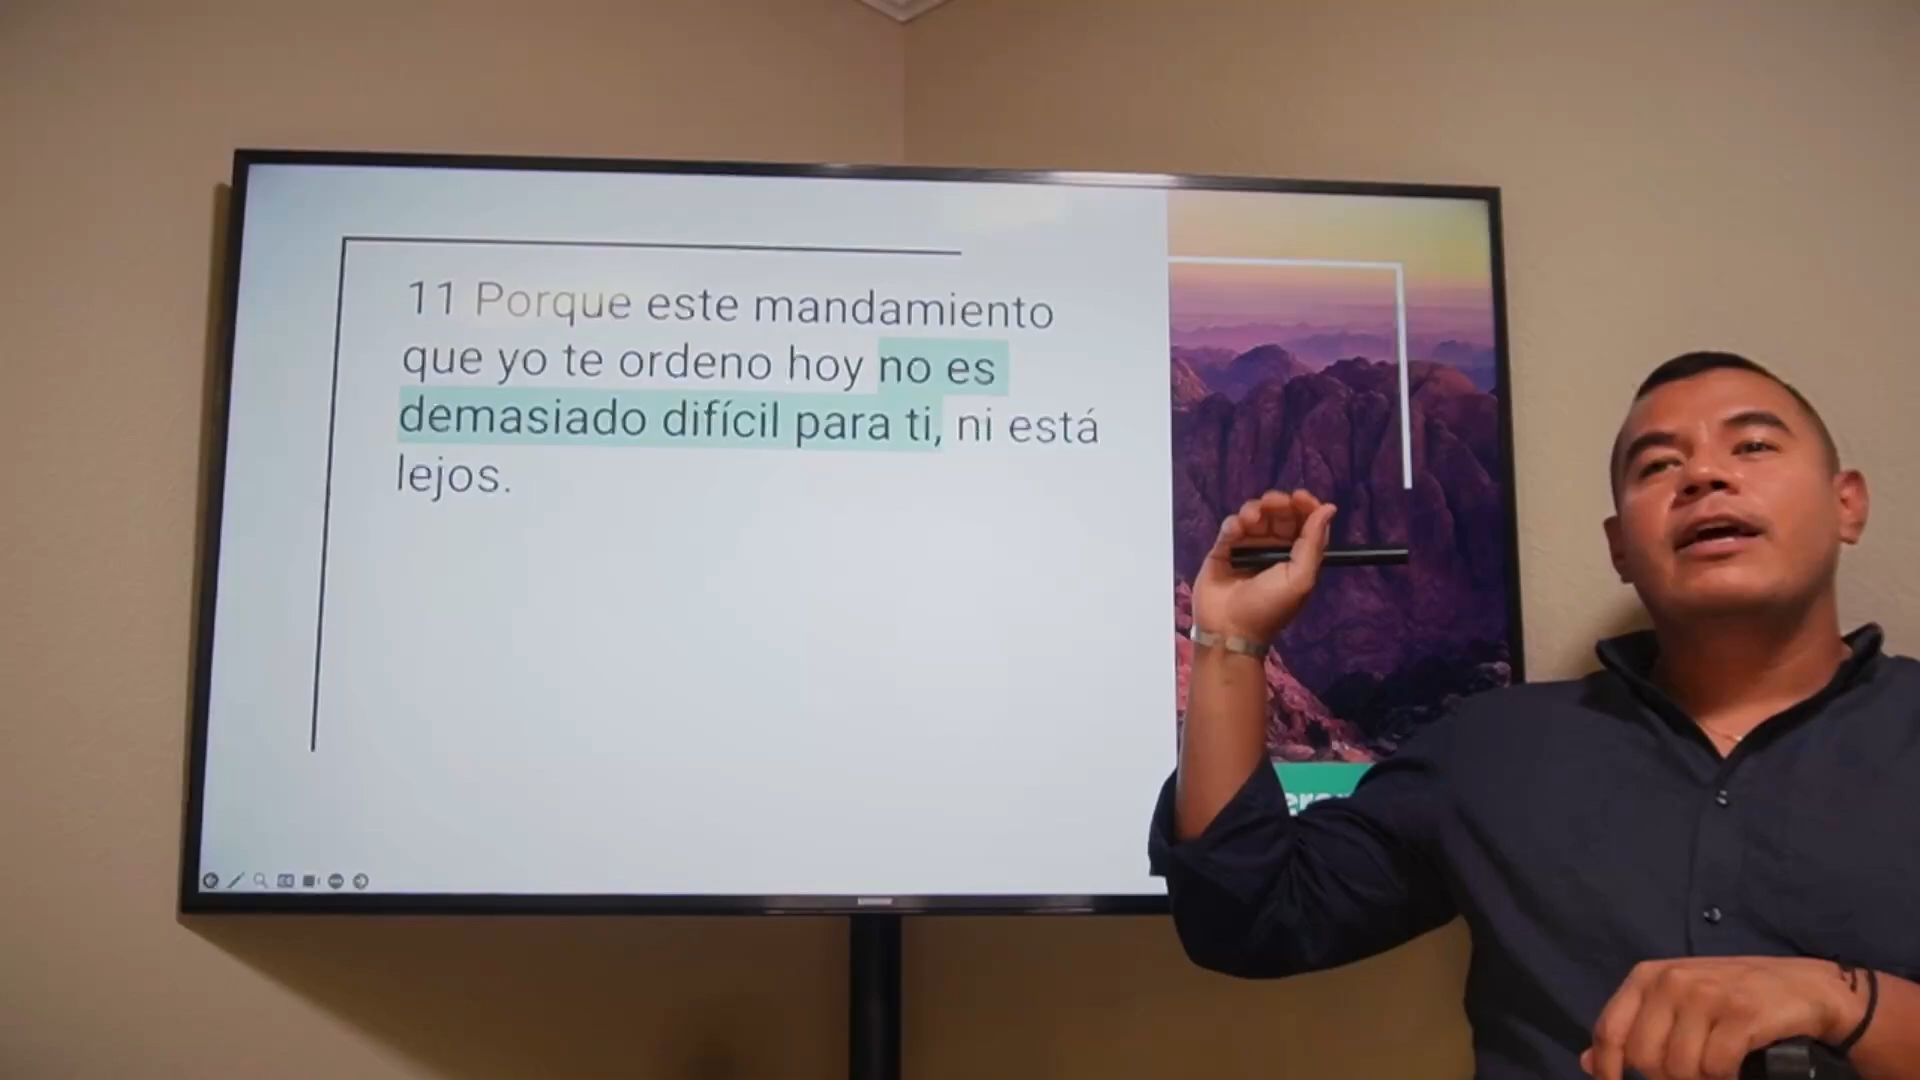 11 Porque este mandamiento
que yo te ordeno hoy no es
demasiado difícil para ti, ni está
lejos.